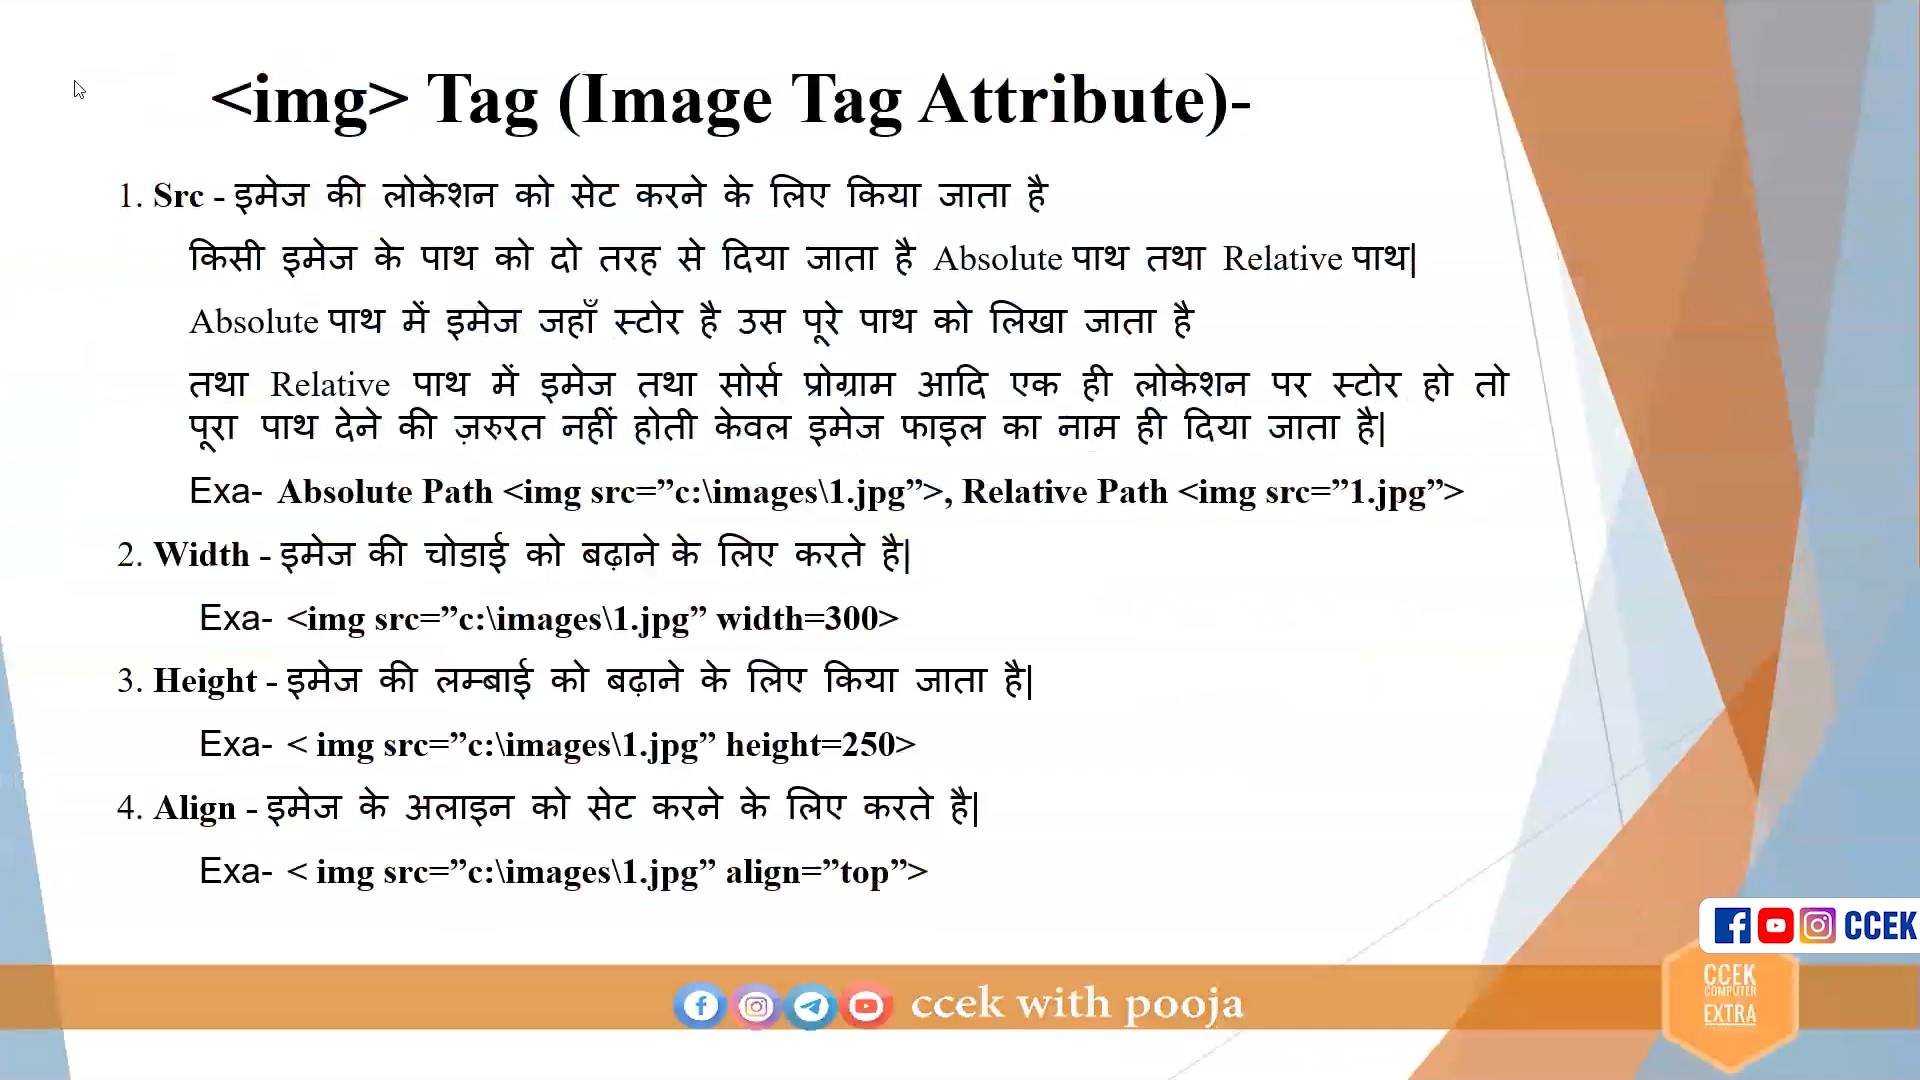 <img> Tag (Image Tag Attribute)-
1. Src - इमेज की लोकेशन को सेट करने के लिए किया जाता है
किसी इमेज के पाथ को दो तरह से दिया जाता है Absolute पाथ तथा Relative पाथ|
Absolute पाथ में इमेज जहाँ स्टोर है उस पूरे पाथ को लिखा जाता है
तथा Relative पाथ में इमेज तथा सोर्स प्रोग्राम आदि एक ही लोकेशन पर स्टोर हो तो
पूरा पाथ देने की ज़रुरत नहीं होती केवल इमेज फाइल का नाम ही दिया जाता है|
Exa- Absolute Path <img src=”c:\images\1.jpg”>, Relative Path <img src=”1.jpg”>
2. Width - इमेज की चोडाई को बढ़ाने के लिए करते है|
Exa- <img src=”c:\images\1.jpg” width=300>
3. Height - इमेज की लम्बाई को बढ़ाने के लिए किया जाता है|
Exa- < img src=”c:\images\1.jpg” height=250>
4. Align - इमेज के अलाइन को सेट करने के लिए करते है|
Exa- < img src=”c:\images\1.jpg” align=”top”>
CCEK
ccek with pooja
CCEK
COMPUTER
EXTRA